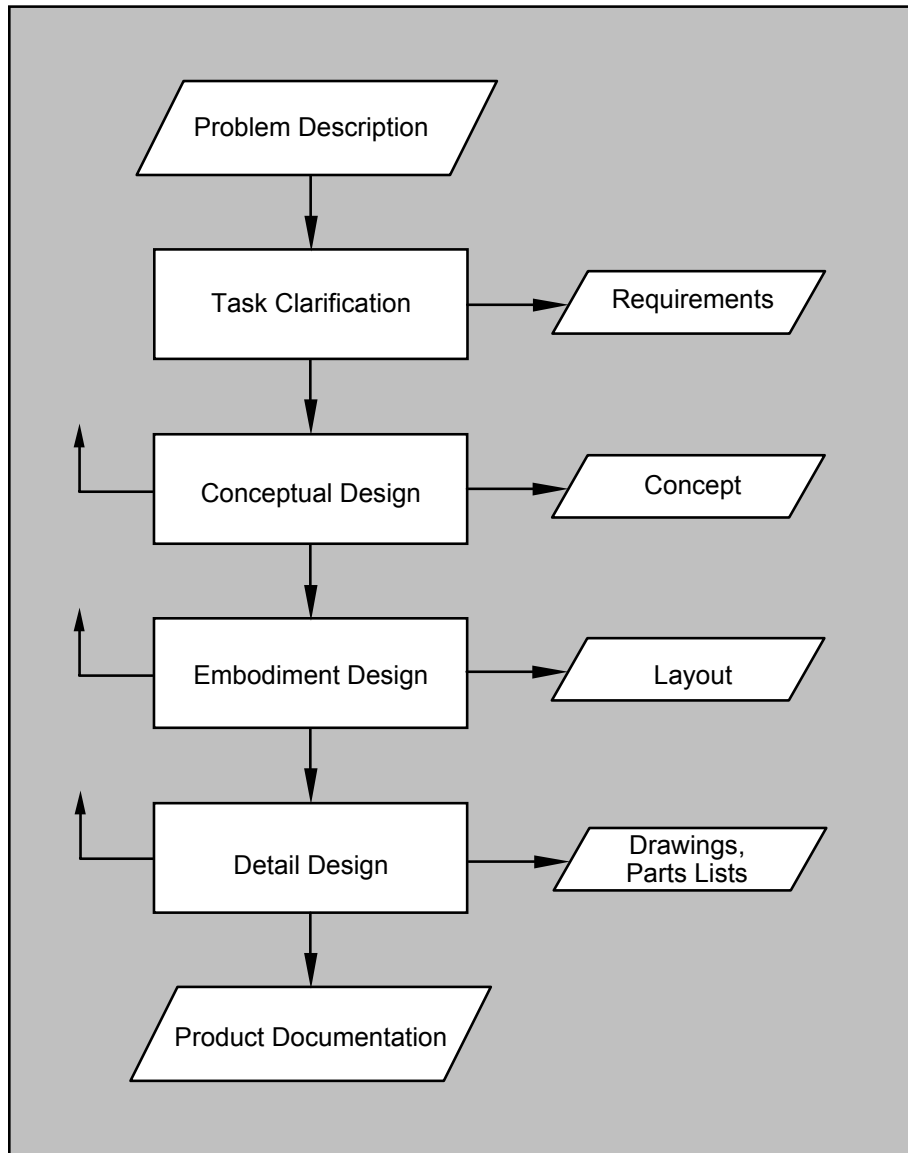 Problem Description
Task Clarification
Requirements
Conceptual Design
Concept
Embodiment Design
Layout
Detail Design
Drawings,
Parts Lists
Product Documentation